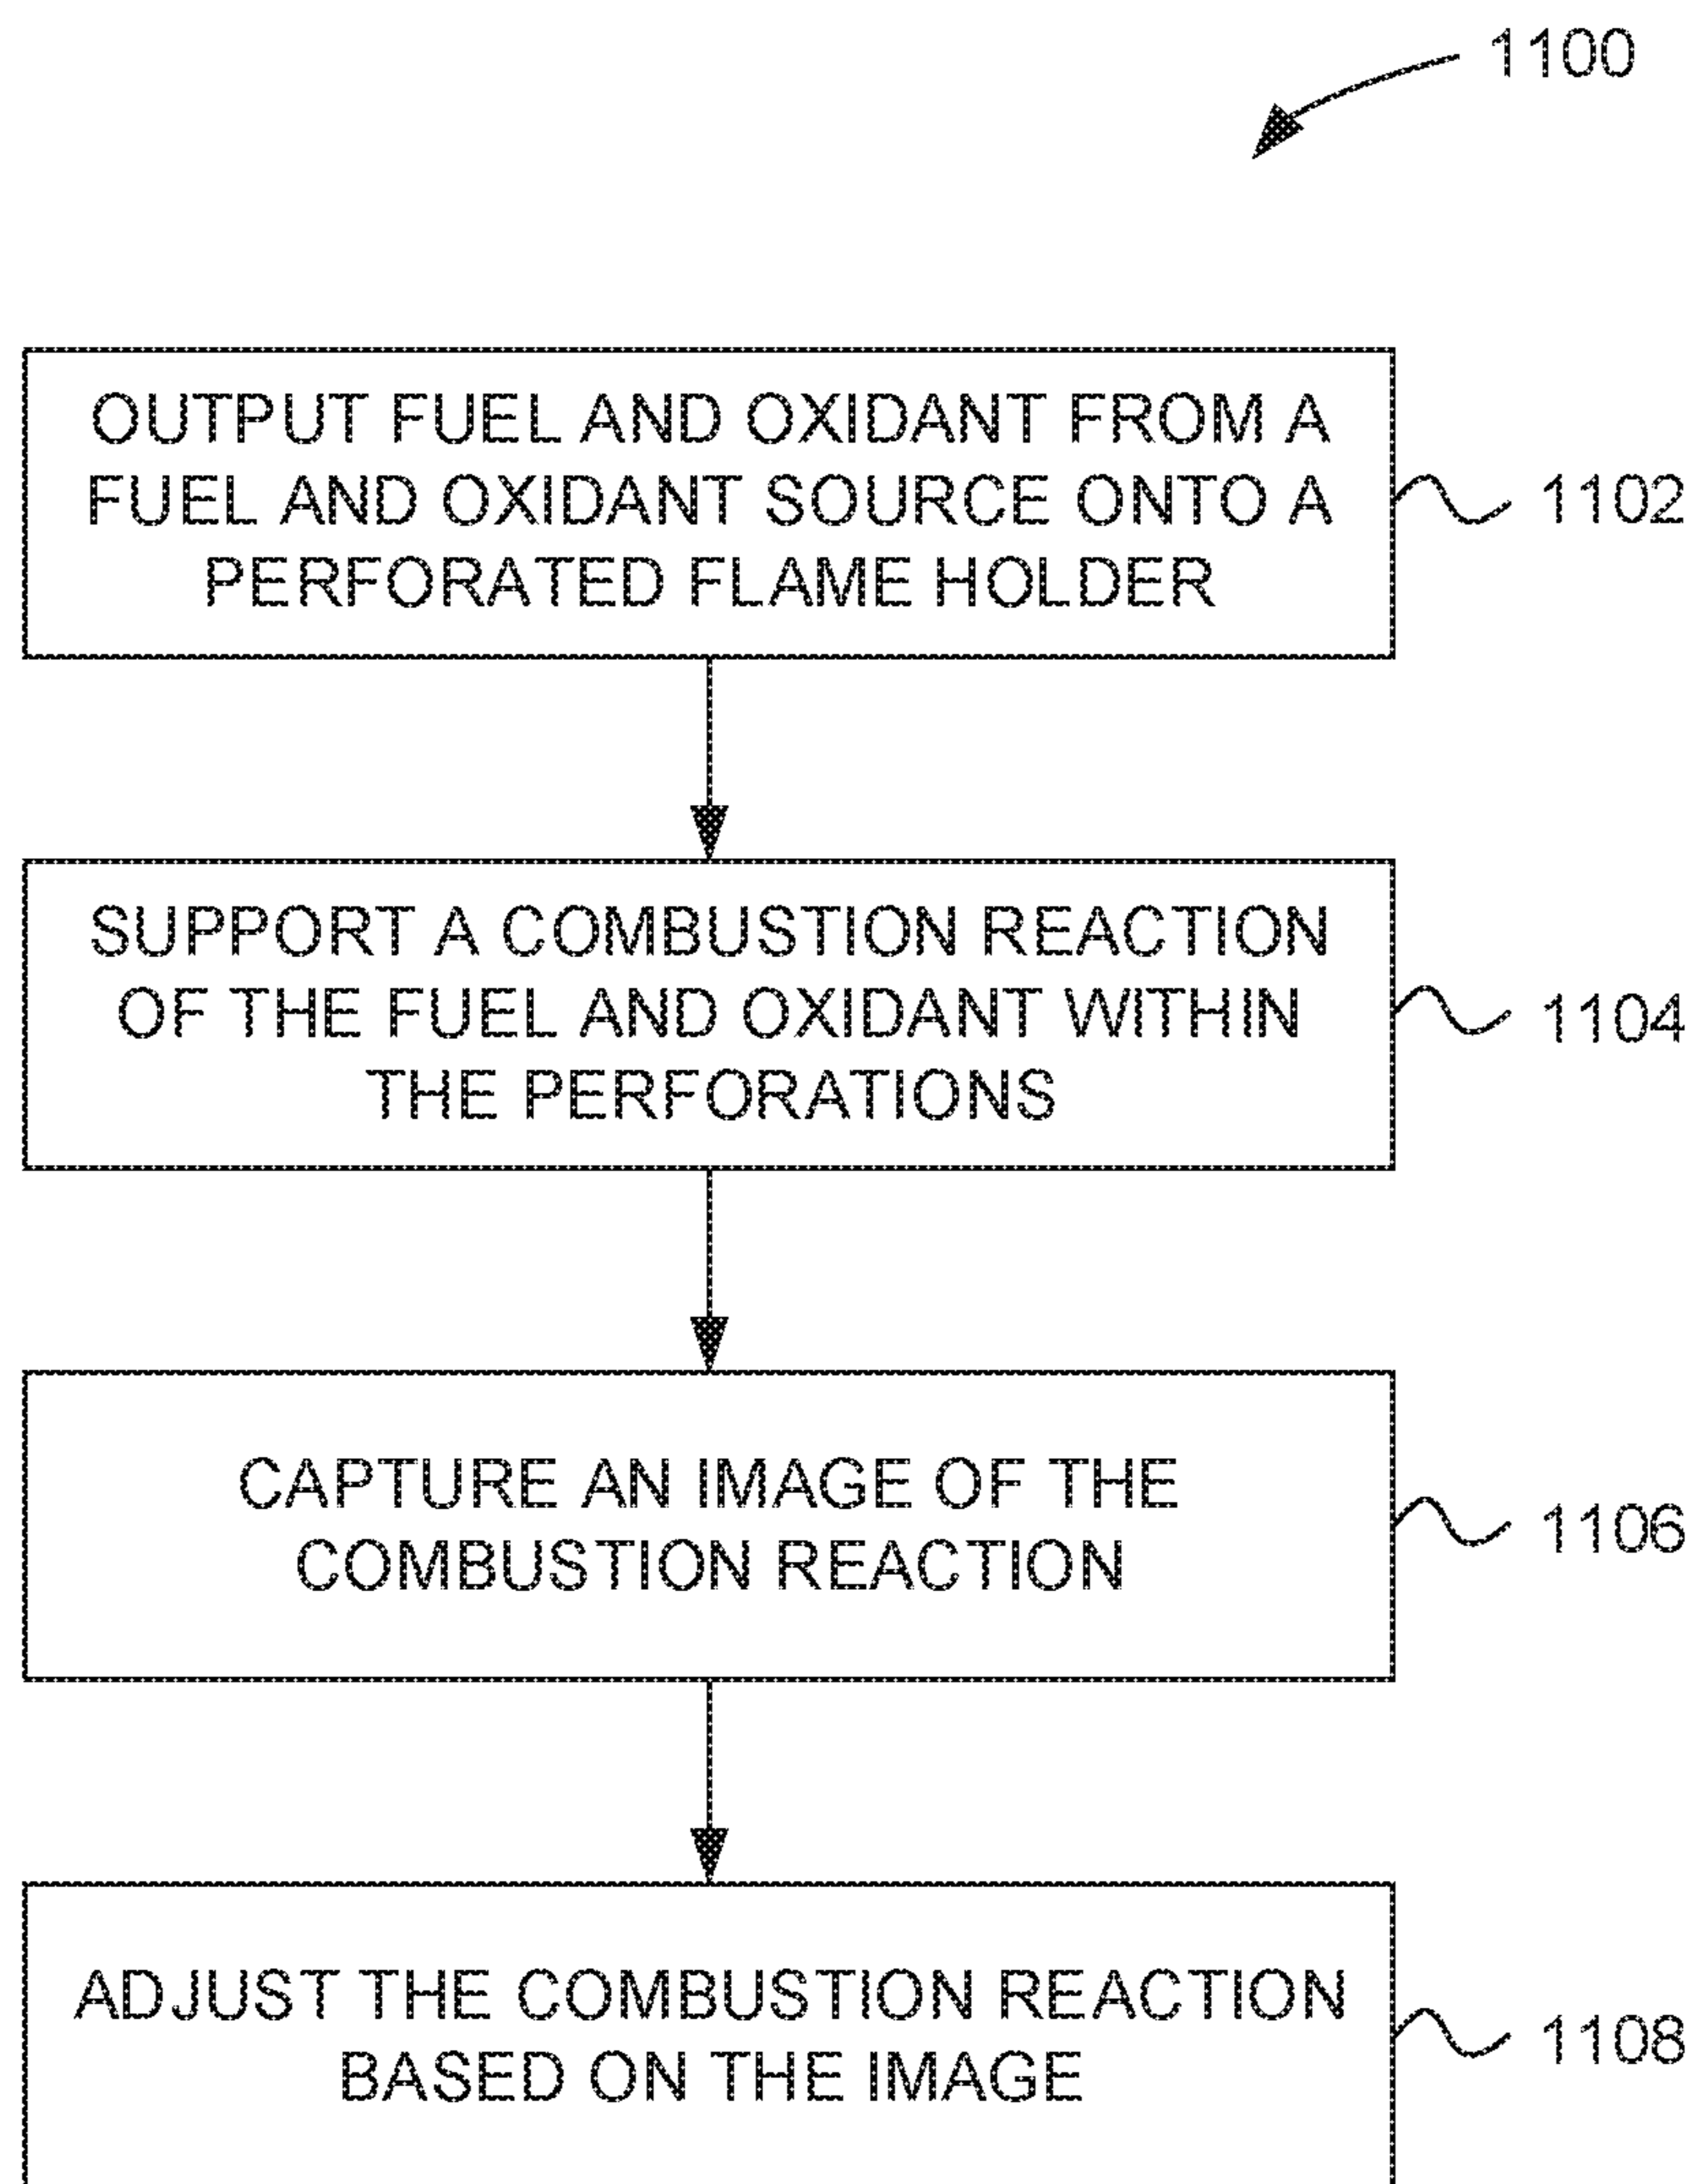 1100
OUTPUT FUEL AND OXIDANT FROM A
FUEL AND OXIDANT SOURCE ONTO A
PERFORATED FLAME HOLDER
1102
SUPPORT A COMBUSTION REACTION
OF THE FUEL AND OXIDANT WITHIN
THE PERFORATIONS
1104
CAPTURE AN IMAGE OF THE
COMBUSTION REACTION
1106
ADJUST THE COMBUSTION REACTION
BASED ON THE IMAGE
1108